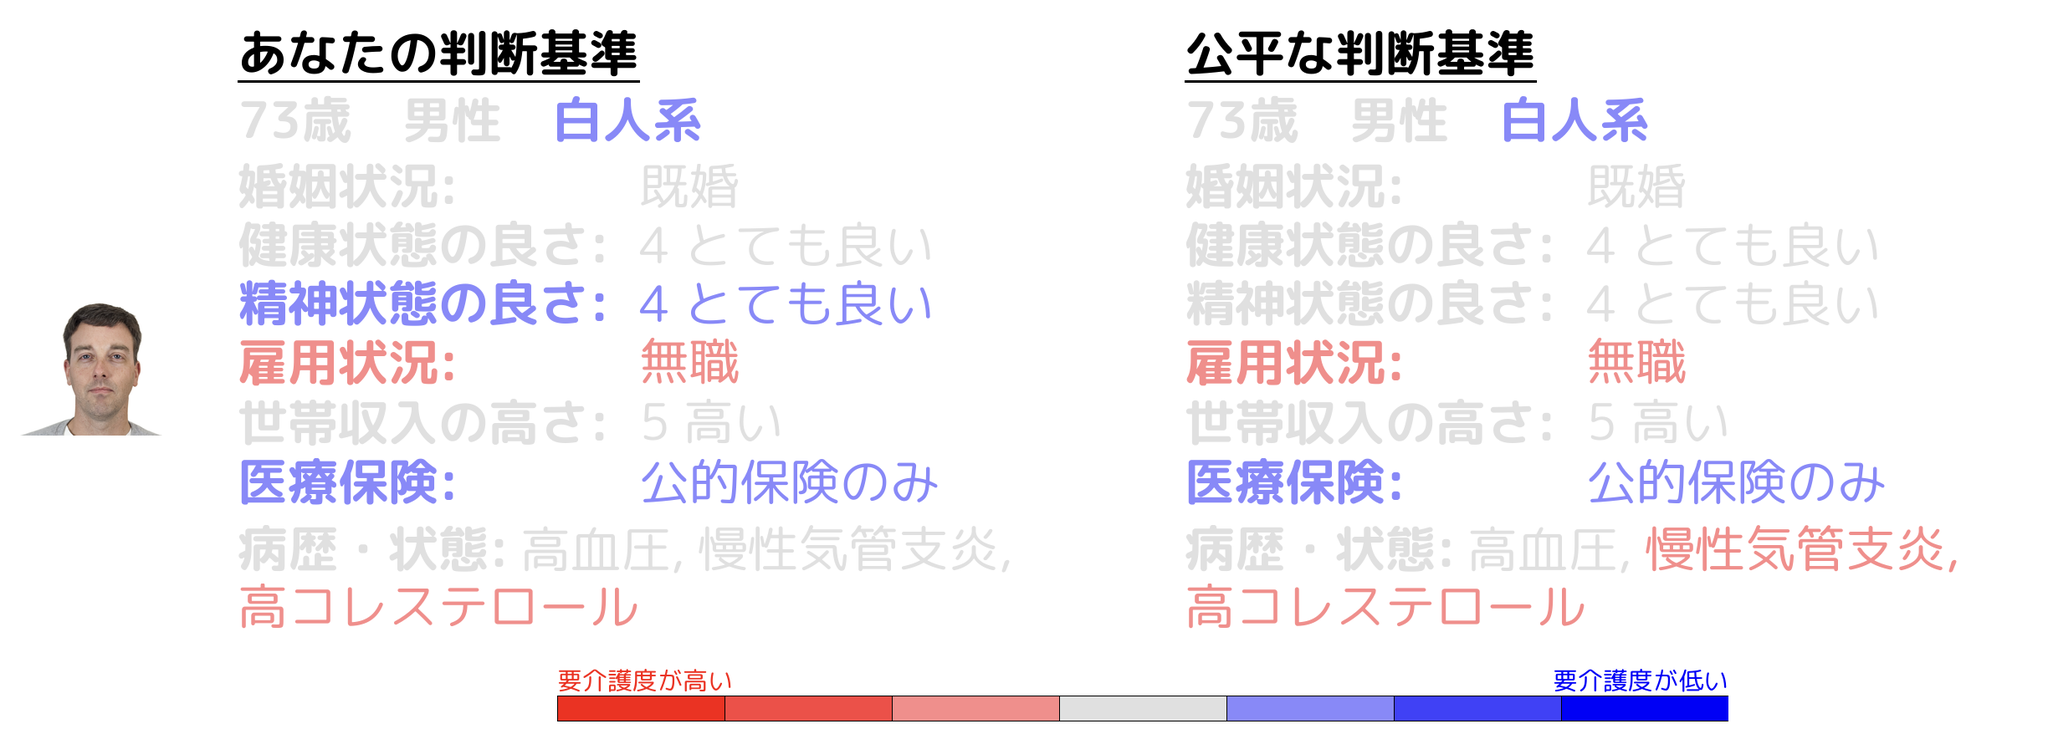 あなたの判断基準
73歳　男性　白人系
婚姻状況: 既婚
健康状態の良さ: 4 とても良い
精神状態の良さ: 4 とても良い
雇用状況: 無職
世帯収入の高さ: 5 高い
医療保険: 公的保険のみ
病歴・状態: 高血圧, 慢性気管支炎,
高コレステロール
公平な判断基準
73歳　男性　白人系
婚姻状況: 既婚
健康状態の良さ: 4 とても良い
精神状態の良さ: 4 とても良い
雇用状況: 無職
世帯収入の高さ: 5 高い
医療保険: 公的保険のみ
病歴・状態: 高血圧, 慢性気管支炎,
高コレステロール
要介護度が高い
要介護度が低い